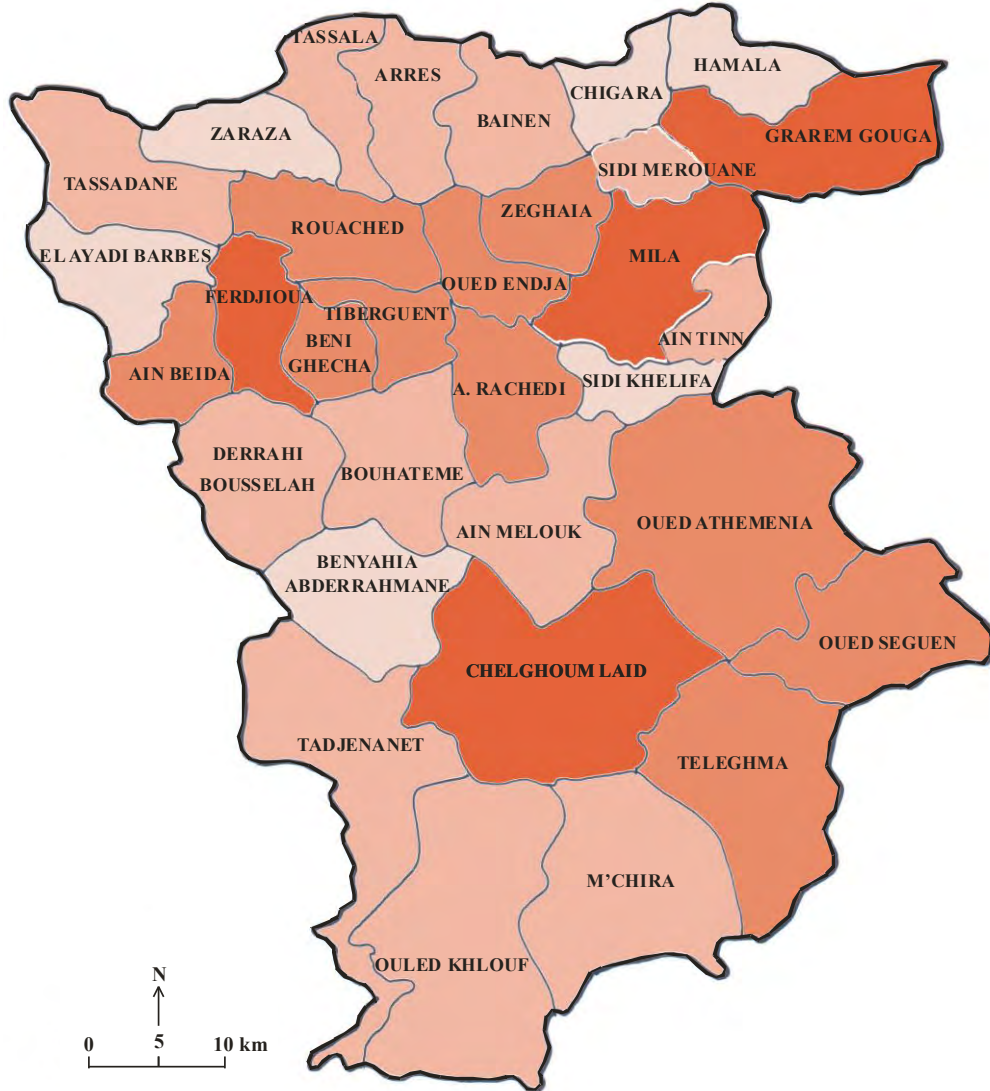 TASSALA
ARRES
HAMALA
CHIGARA
BAINEN
ZARAZA
GRAREM GOUGA
SIDI MEROUANE
TASSADANE
ZEGHAIA
ROUACHED
ELAYADI BARBES
MILA
OUED ENDJA
FERDJIOUA
TIBERGUENT
BENI
GHECHA
AIN TINN
AIN BEIDA
SIDI KHELIFA
A. RACHEDI
DERRAHI
BOUSSELAH
BOUHATEME
OUED ATHEMENIA
AIN MELOUK
BENYAHIA
ABDERRAHMANE
OUED SEGUEN
CHELGHOUM LAID
TADJENANET
TELEGHMA
M'CHIRA
OULED KHLOUF
N
0 5 10 km